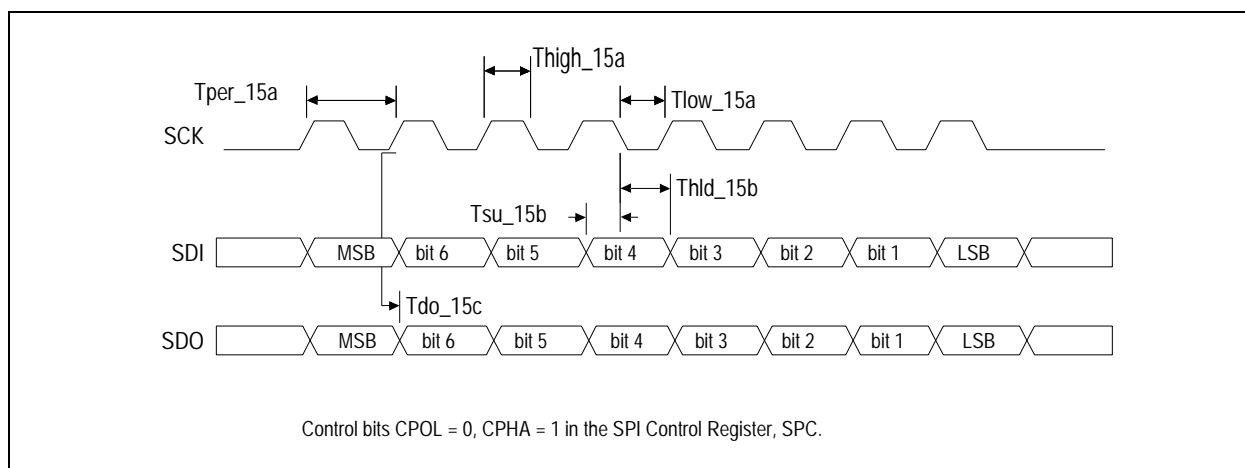 Thigh_15a
Tper_15a
Tlow_15a
SCK
Thld_15b
Tsu_15b
SDI MSB bit 6 bit 5 bit 4 bit 3 bit 2 bit 1 LSB
Tdo_15c
SDO MSB bit 6 bit 5 bit 4 bit 3 bit 2 bit 1 LSB
Control bits CPOL = 0, CPHA = 1 in the SPI Control Register, SPC.